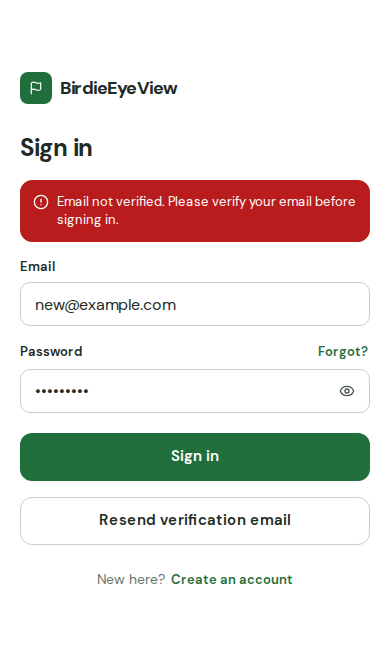 BirdieEyeView
Sign in
Email not verified. Please verify your email before
signing in.
Email
new@example.com
Password
Forgot?
•••••••••
Sign in
Resend verification email
New here? Create an account